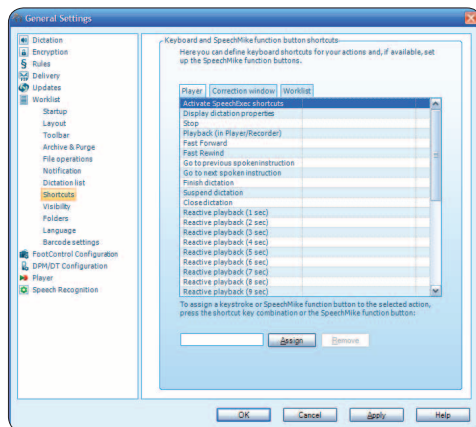 General Settings
Dictation
Encryption
Rules
Delivery
Updates
Worklist
Startup
Layout
Toolbar
Archive & Purge
File operations
Notification
Dictation list
Shortcuts
Visibility
Folders
Language
Barcode settings
FootControl Configuration
DPM/DT Configuration
Player
Speech Recognition
Keyboard and SpeechMike function button shortcuts
Here you can define keyboard shortcuts for your actions and, if available, set
up the SpeechMike function buttons.
Player Correction window Worklist
Activate SpeechExec shortcuts
Display dictation properties
Stop
Playback (in Player/Recorder)
Fast Forward
Fast Rewind
Go to previous spoken instruction
Go to next spoken instruction
Finish dictation
Suspend dictation
Close dictation
Reactive playback (1 sec)
Reactive playback (2 sec)
Reactive playback (3 sec)
Reactive playback (4 sec)
Reactive playback (5 sec)
Reactive playback (6 sec)
Reactive playback (7 sec)
Reactive playback (8 sec)
Reactive playback (9 sec)
To assign a keystroke or SpeechMike function button to the selected action,
press the shortcut key combination or the SpeechMike function button:
Assign Remove
OK Cancel Apply Help